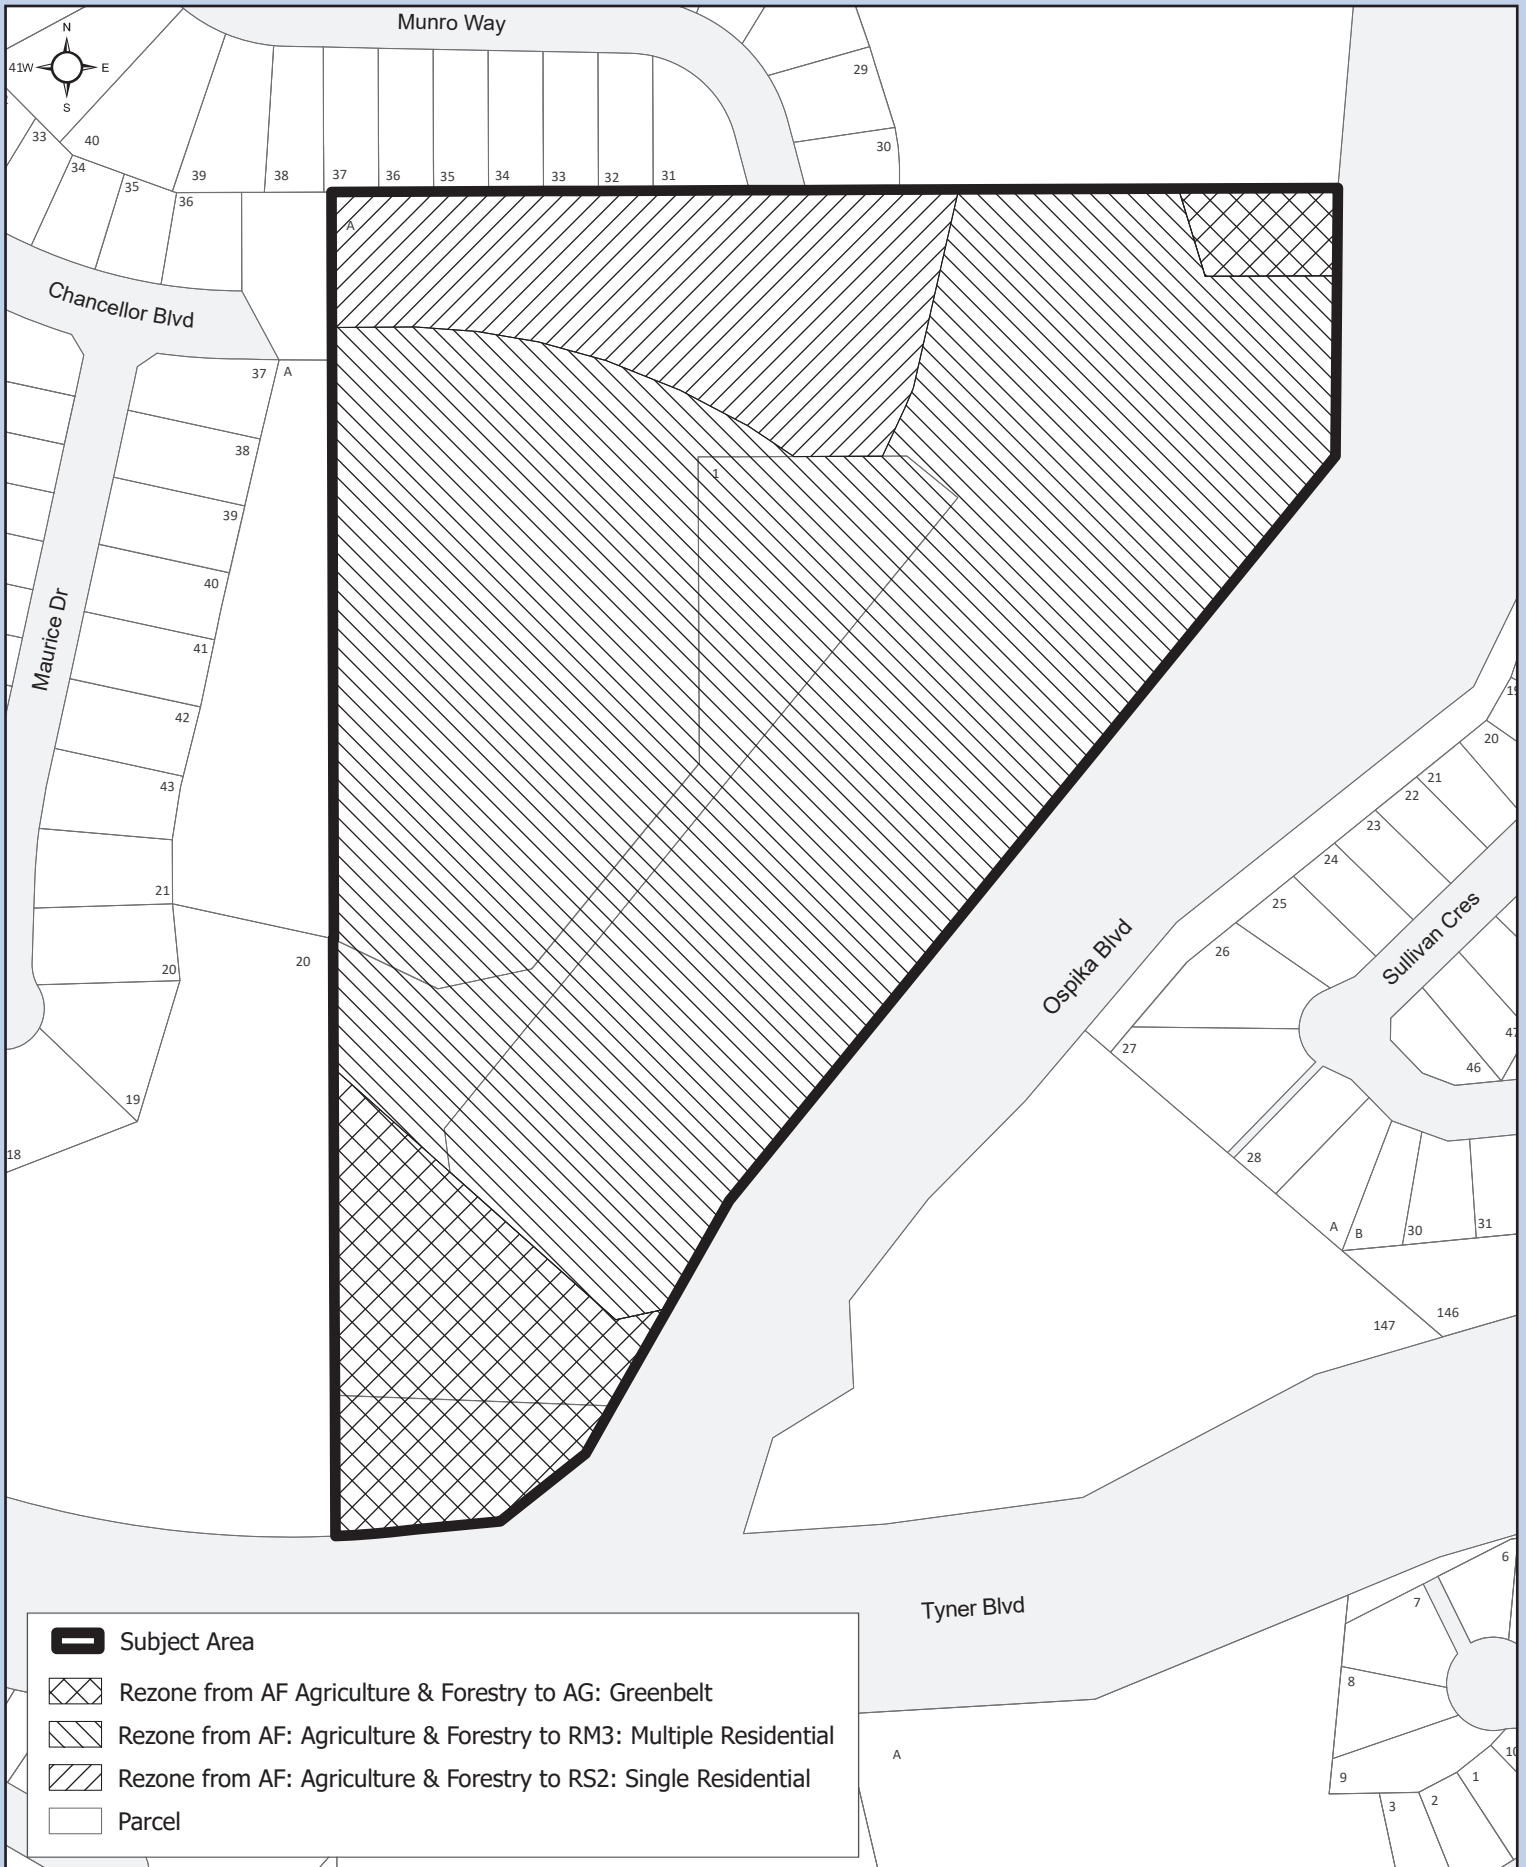 Munro Way
N
41W
E
S
29
33
40
30
34
35
39
38
37
36
35
34
33
32
31
36
A
Chancellor Blvd
37
A
38
1
39
40
Maurice Dr
41
42
19
20
43
21
22
23
24
21
25
Sullivan Cres
26
20
20
Ospika Blvd
27
47
46
19
18
28
A
B
30
31
146
147
6
Tyner Blvd
7
8
A
9
10
1
2
3
Subject Area
Rezone from AF Agriculture & Forestry to AG: Greenbelt
Rezone from AF: Agriculture & Forestry to RM3: Multiple Residential
Rezone from AF: Agriculture & Forestry to RS2: Single Residential
Parcel